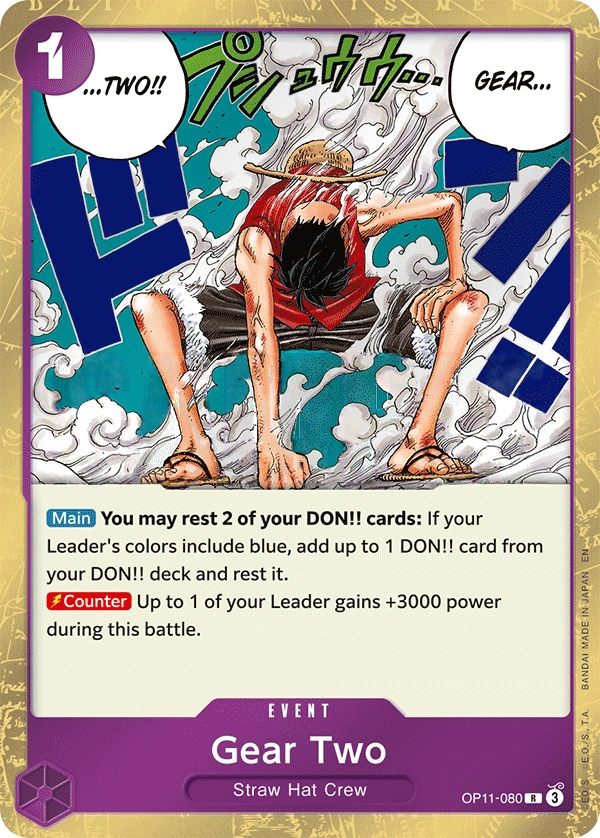 1
...TWO!!
プシュウウ...
GEAR...
ドドン!!
Main You may rest 2 of your DON!! cards: If your
Leader's colors include blue, add up to 1 DON!! card from
your DON!! deck and rest it.
Counter Up to 1 of your Leader gains +3000 power
during this battle.
EVENT
Gear Two
Straw Hat Crew
OP11-080 R 3
©E.O./S. ©E.O./S., T.A. BANDAI MADE IN JAPAN EN